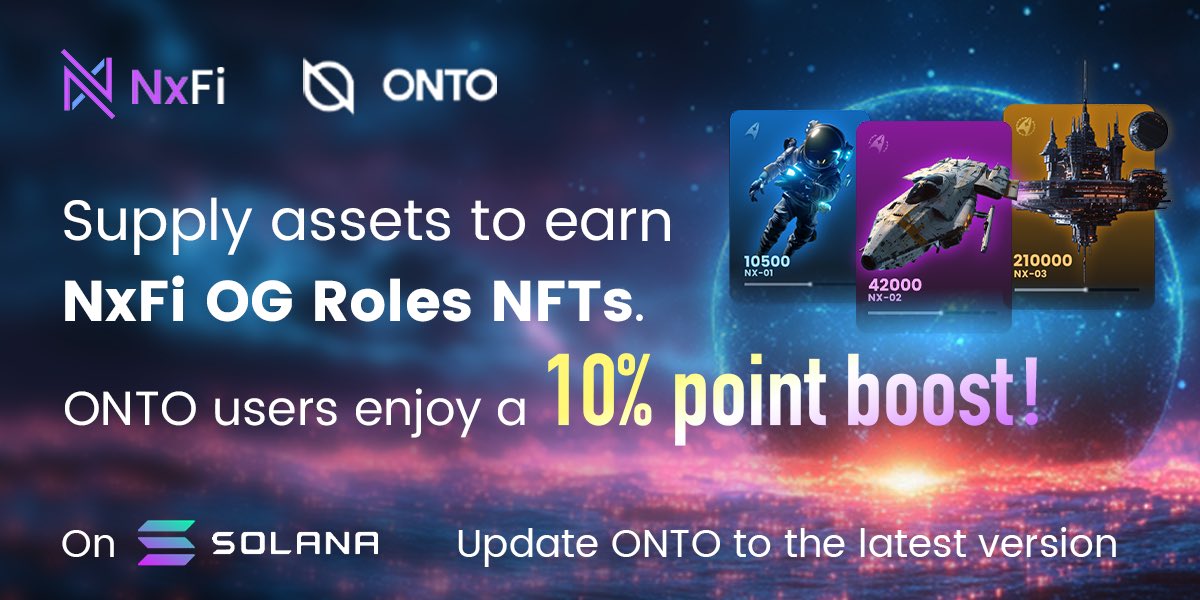 NxFi ONTO
Supply assets to earn
NxFi OG Roles NFTs.
ONTO users enjoy a 10% point boost!
10500
NX-01
42000
NX-02
210000
NX-03
On SOLANA Update ONTO to the latest version